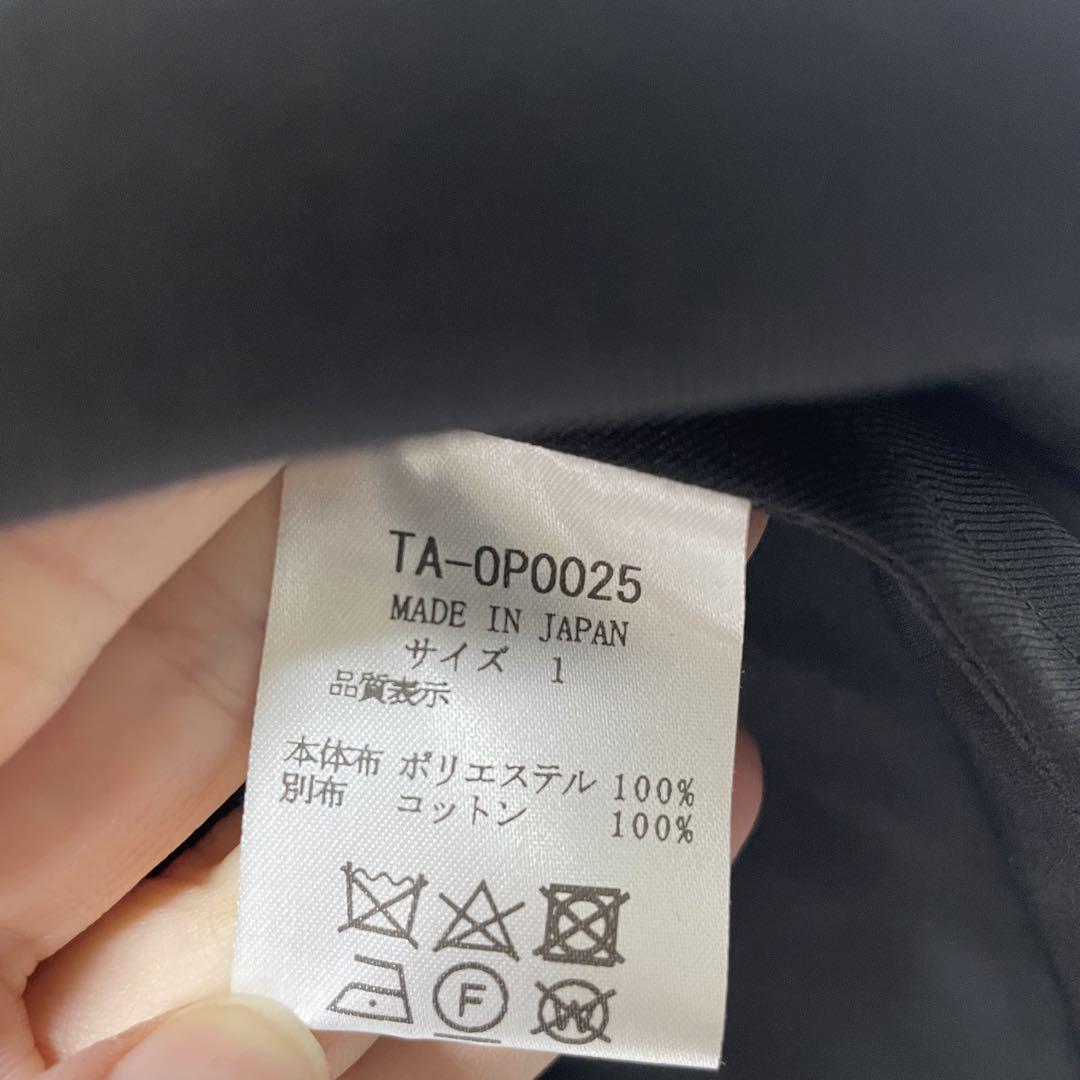 TA-OP0025
MADE IN JAPAN
サイズ 1
品質表示
本体布 ポリエステル 100%
別布 コットン 100%
F
W